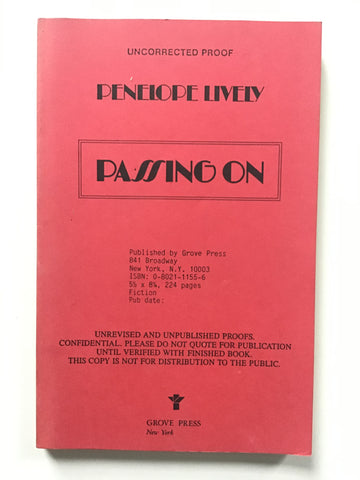 UNCORRECTED PROOF
PENELOPE LIVELY
PASSING ON
Published by Grove Press
841 Broadway
New York, N.Y. 10003
ISBN: 0-8021-1155-6
5½ x 8¼, 224 pages
Fiction
Pub date:
UNREVISED AND UNPUBLISHED PROOFS.
CONFIDENTIAL. PLEASE DO NOT QUOTE FOR PUBLICATION
UNTIL VERIFIED WITH FINISHED BOOK.
THIS COPY IS NOT FOR DISTRIBUTION TO THE PUBLIC.
GROVE PRESS
New York